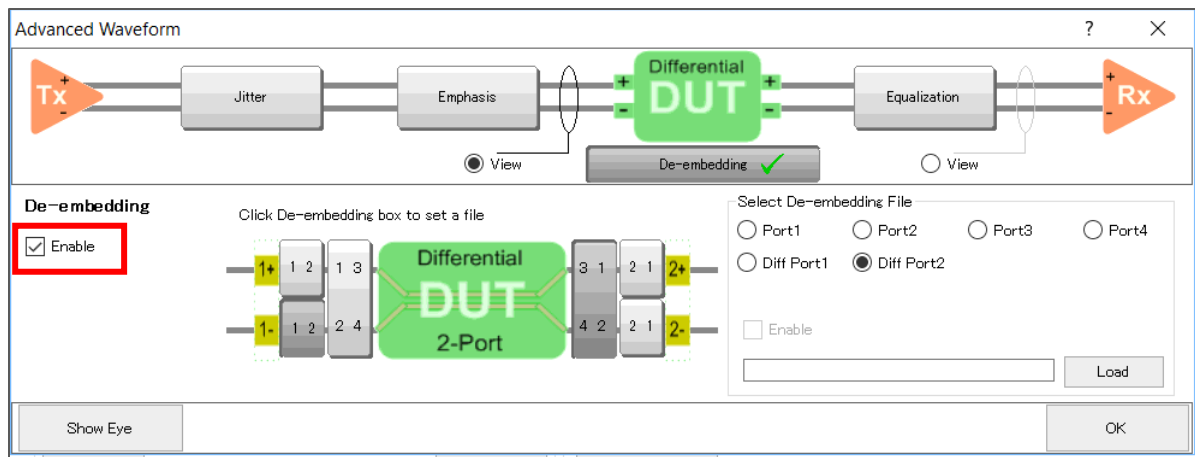 Advanced Waveform ? ×
Tx + - Jitter Emphasis + - Differential DUT + - Equalization + - Rx
View De-embedding ✓ View
De-embedding
Enable
Click De-embedding box to set a file
1+ 1 2 1 3 Differential 3 1 2 1 2+
DUT
1- 1 2 2 4 2-Port 4 2 2 1 2-
Select De-embedding File
Port1 Port2 Port3 Port4
Diff Port1 Diff Port2
Enable
Load
Show Eye OK